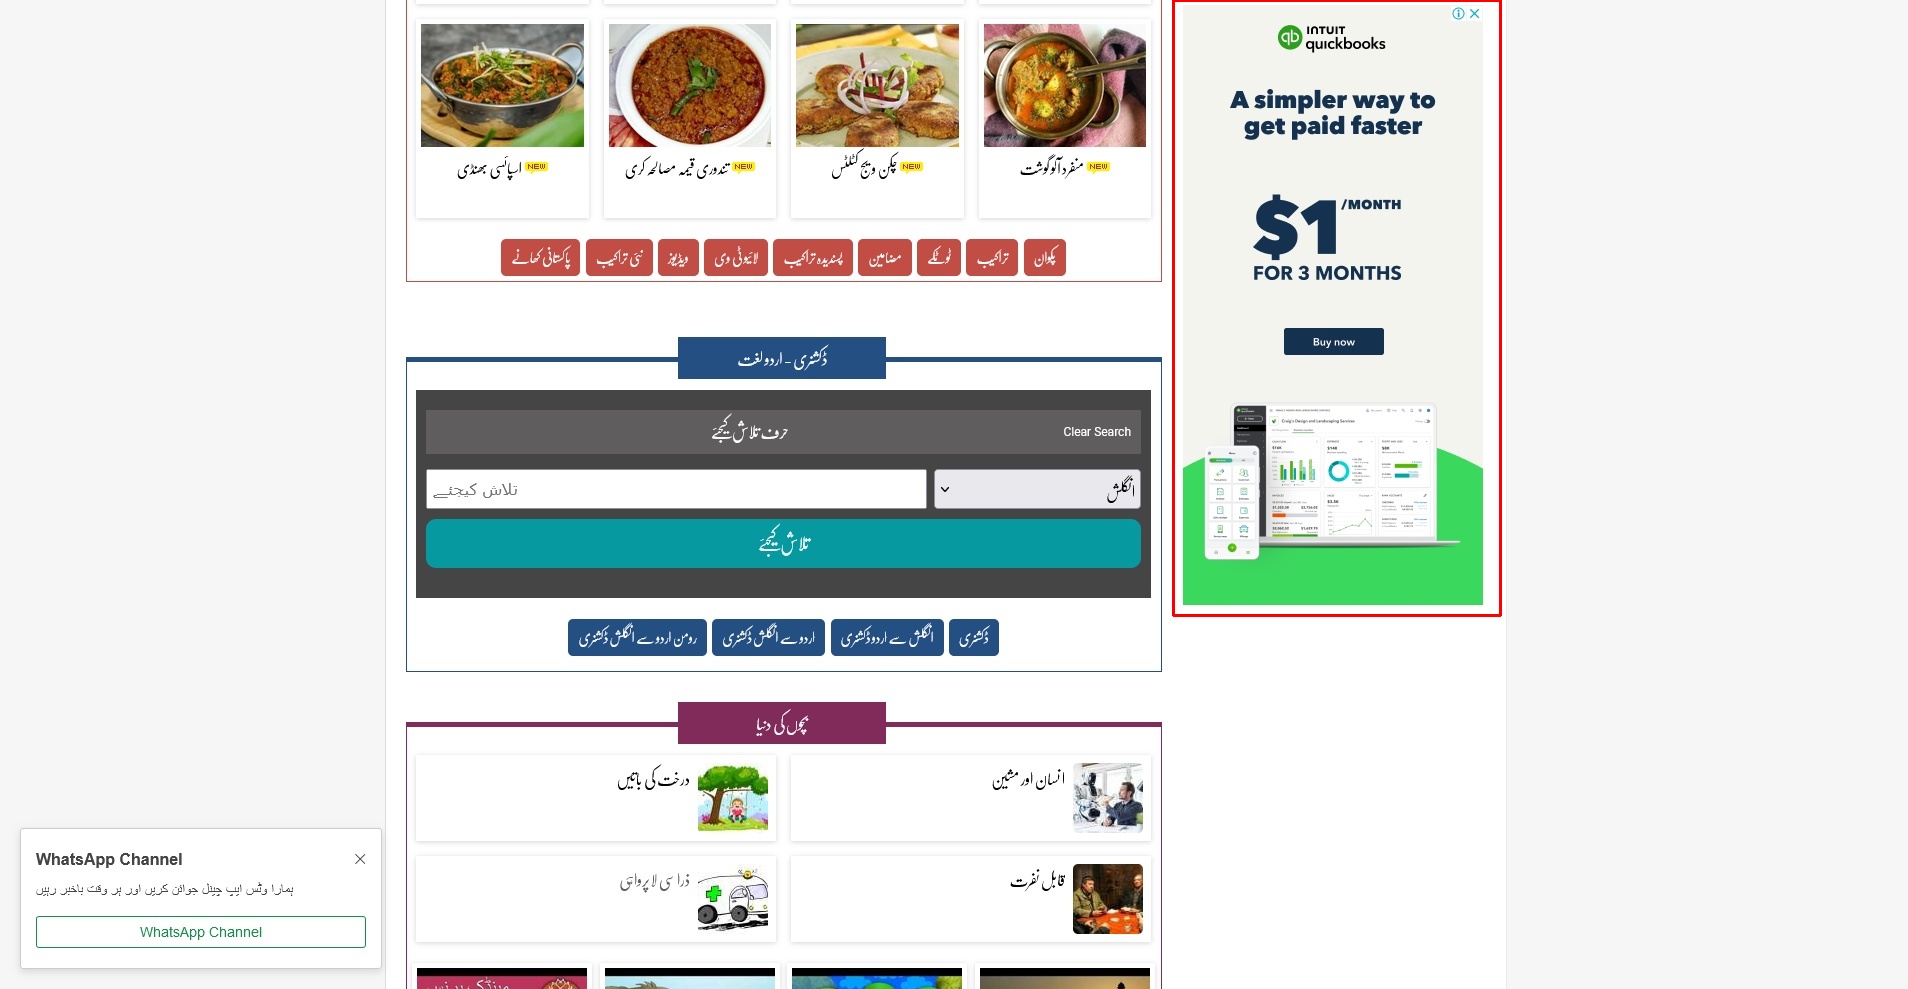 INTUIT
quickbooks
A simpler way to
get paid faster
$1/MONTH
FOR 3 MONTHS
Buy now
منفرد آلو گوشت NEW
چکن ویج کٹلٹس NEW
تندوری قیمہ مصالحہ کری NEW
اسپائسی بھنڈی NEW
پکوان
تراکیب
ٹوٹکے
مضامین
پسندیدہ تراکیب
لائیو ٹی وی
ویڈیوز
نئی تراکیب
پاکستانی کھانے
ڈکشنری - اردو لغت
حرف تلاش کیجئے
Clear Search
تلاش کیجئے
انگلش
تلاش کیجئے
ڈکشنری
انگلش سے اردو ڈکشنری
اردو سے انگلش ڈکشنری
رومن اردو سے انگلش ڈکشنری
بچوں کی دنیا
انسان اور مشین
درخت کی باتیں
قابل نفرت
ذرا سی لاپرواہی
WhatsApp Channel
ہمارا وٹس ایپ چینل جوائن کریں اور ہر وقت باخبر رہیں
WhatsApp Channel